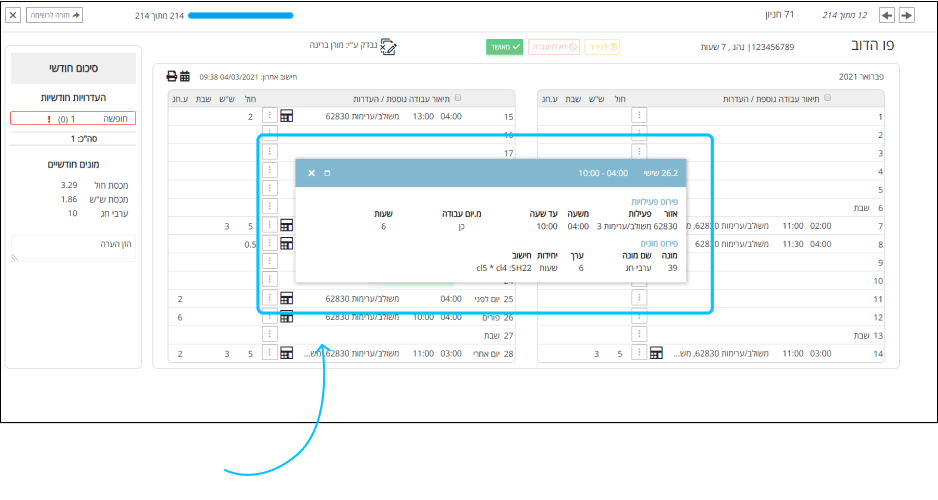 12 מתוך 214
71 חניון
214 מתוך 214
חזרה לרשימה
פו הדוב
123456789| נהג , 7 שעות
לבירור
לא להעברה
מאושר
נבדק ע"י: מורן ברינה
פברואר 2021
חישוב אחרון: 04/03/2021 09:38
תיאור עבודה נוספת / העדרות חול ש"ש שבת ע.חג
1
2
3
4
5
6 שבת
7 02:00 11:00 משולב/ערימות 62830, מ
8 04:00 11:30 משולב/ערימות 62830
9
10
11
12
13 שבת
14 03:00 11:00 משולב/ערימות 62830, מש... 5 3
תיאור עבודה נוספת / העדרות חול ש"ש שבת ע.חג
15 04:00 13:00 משולב/ערימות 62830 2
16
17
5 3
0.5
24
25 יום לפני 04:00 משולב/ערימות 62830 2
26 פורים 04:00 10:00 משולב/ערימות 62830 6
27 שבת
28 יום אחרי 03:00 11:00 משולב/ערימות 62830, מש... 5 3 2
26.2 שישי 04:00 - 10:00
פירוט פעילויות
אזור פעילות משעה עד שעה מ.יום עבודה שעות
62830 משולב/ערימות 3 04:00 10:00 כן 6
פירוט מונים
מונה שם מונה ערך יחידות חישוב
39 ערבי חג 6 שעות cl5 * cl4 :SH22
סיכום חודשי
העדרויות חודשיות
חופשה 1 (0) !
סה"כ: 1
מונים חודשיים
מכסת חול 3.29
מכסת ש"ש 1.86
ערבי חג 10
הזן הערה